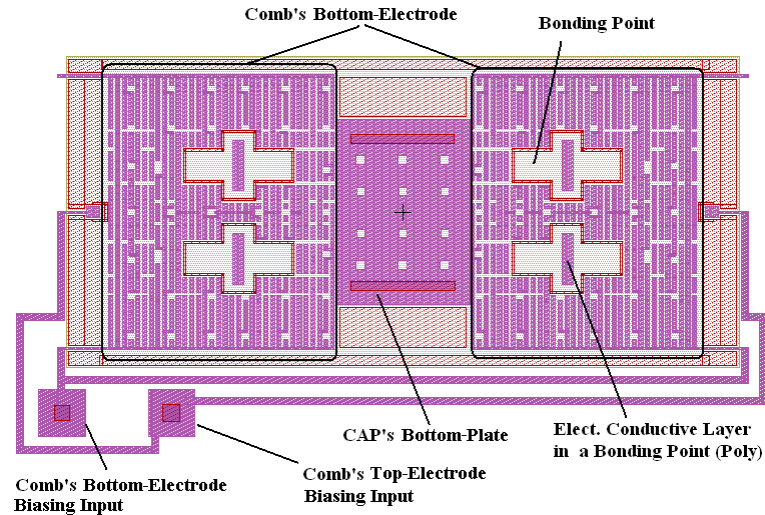 Comb's Bottom-Electrode
Bonding Point
CAP's Bottom-Plate
Elect. Conductive Layer
in a Bonding Point (Poly)
Comb's Top-Electrode
Biasing Input
Comb's Bottom-Electrode
Biasing Input